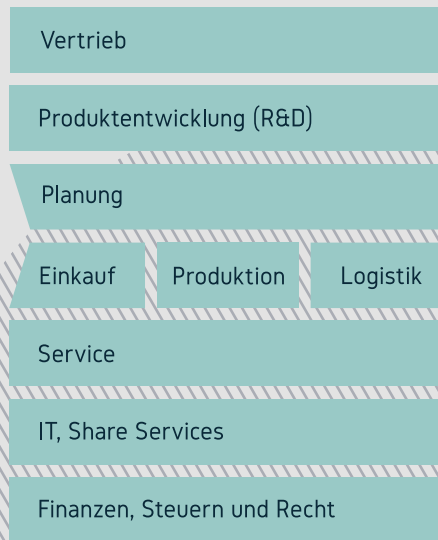 Vertrieb
Produktentwicklung (R&D)
Planung
Einkauf Produktion Logistik
Service
IT, Share Services
Finanzen, Steuern und Recht